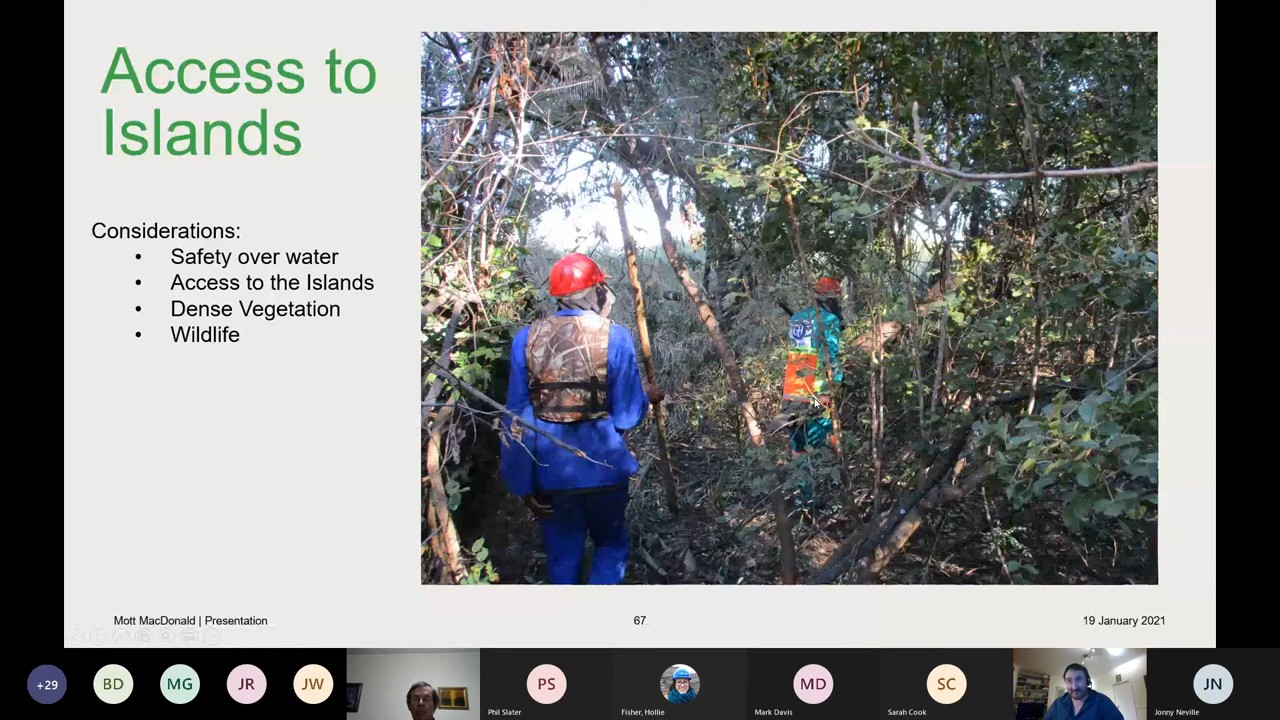 Access to
Islands
Considerations:
• Safety over water
• Access to the Islands
• Dense Vegetation
• Wildlife
Mott MacDonald | Presentation
67
19 January 2021
+29
BD
MG
JR
JW
PS
Phil Slater
Fisher, Hollie
MD
Mark Davis
SC
Sarah Cook
JN
Jonny Neville